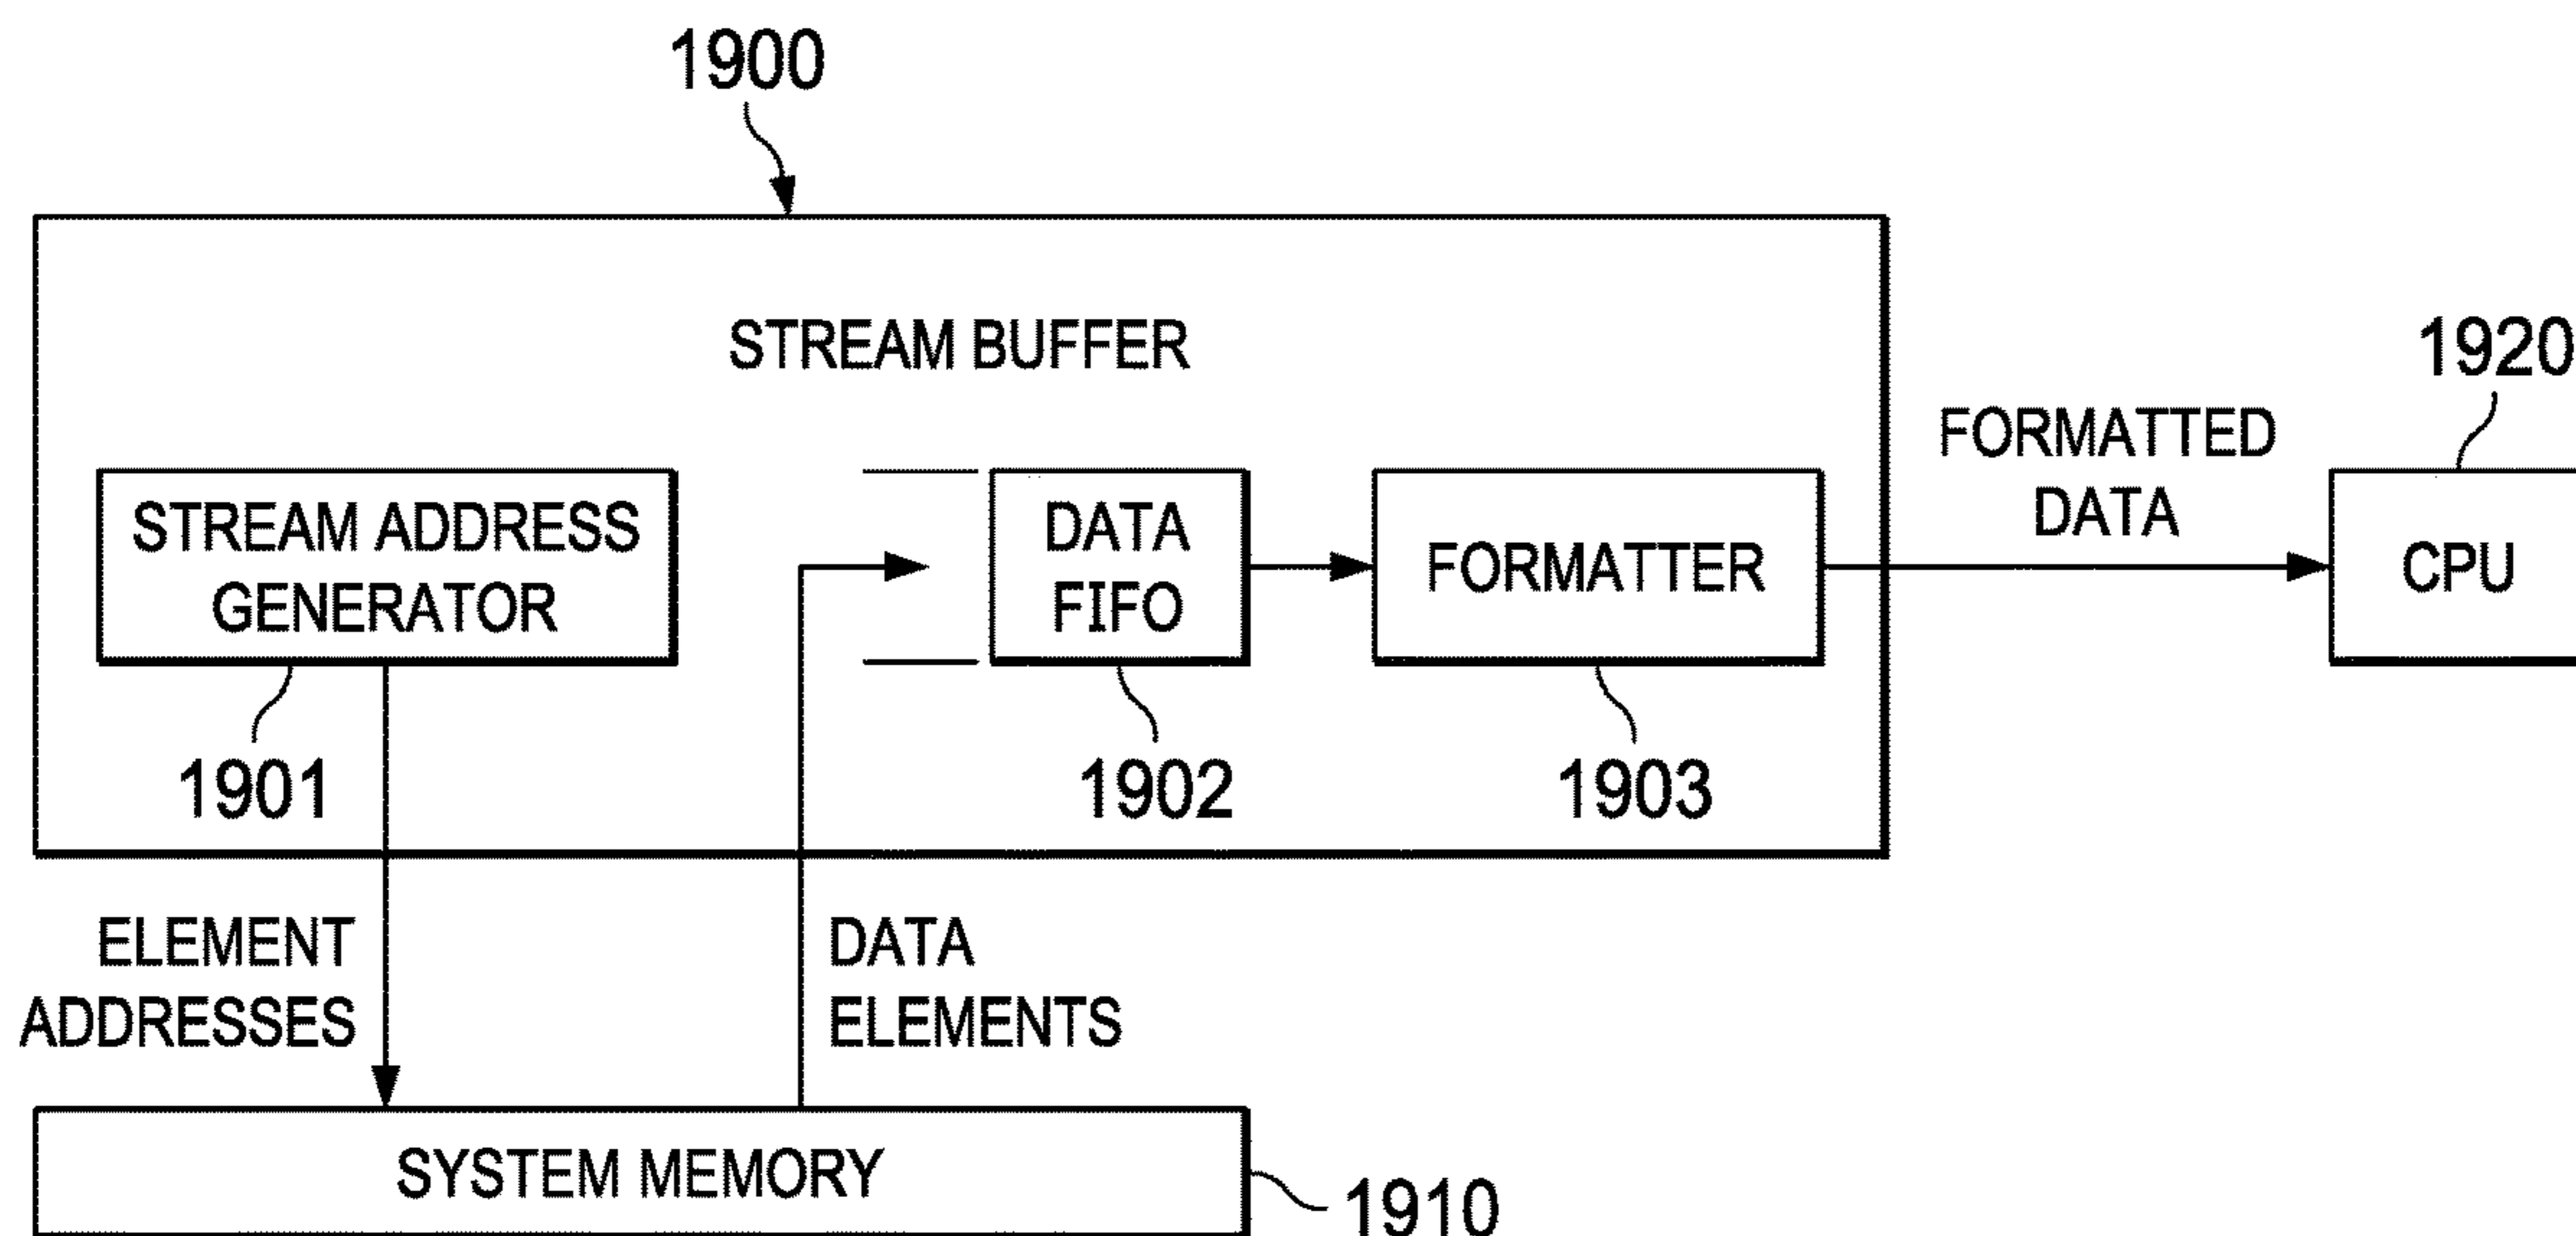 1900
STREAM BUFFER
1920
FORMATTED
DATA
STREAM ADDRESS
GENERATOR
DATA
FIFO
FORMATTER
CPU
1901
1902
1903
ELEMENT
ADDRESSES
DATA
ELEMENTS
SYSTEM MEMORY
1910